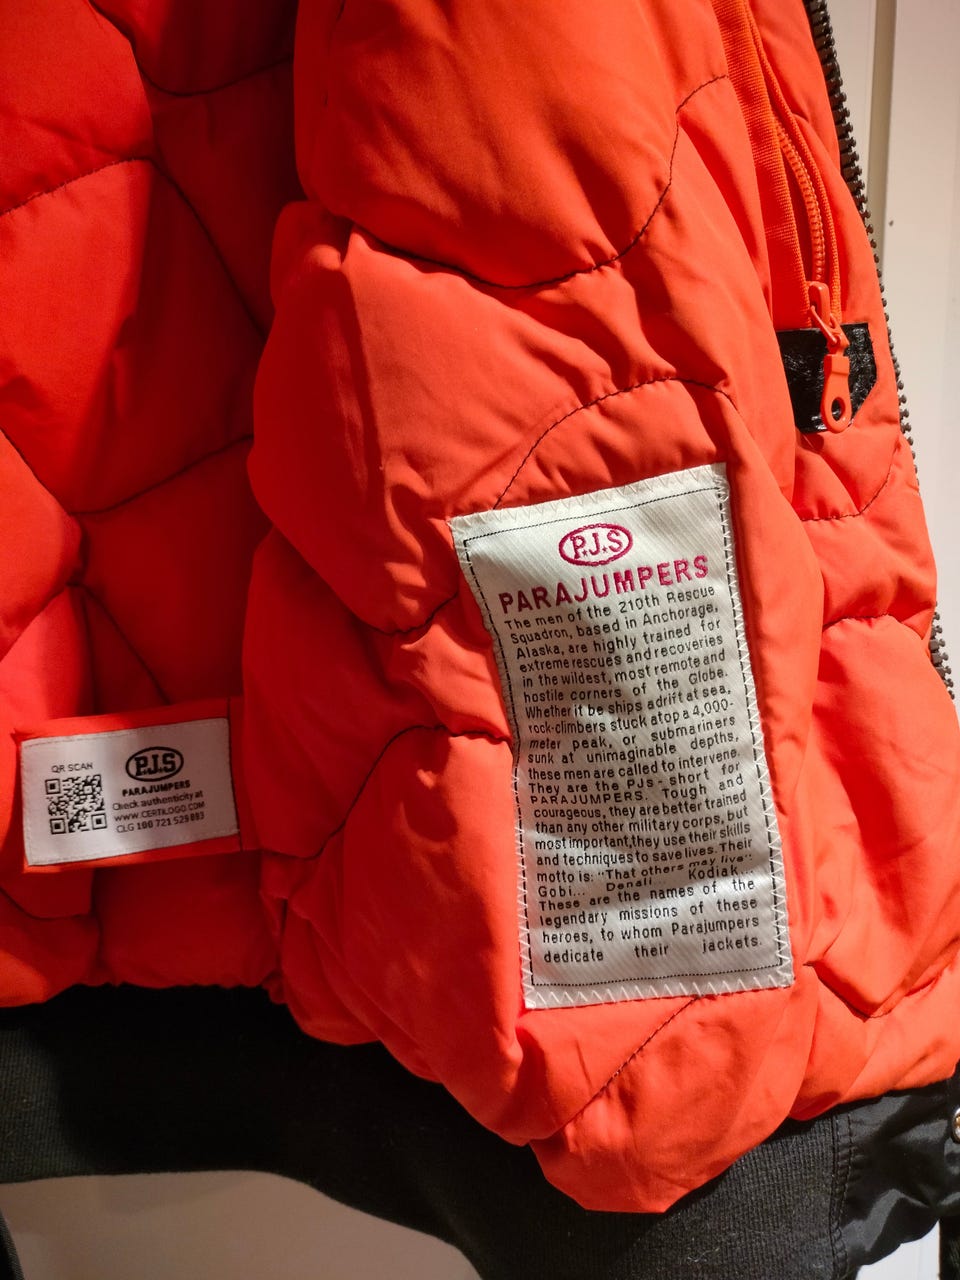 P.J.S
PARAJUMPERS
The men of the 210th Rescue
Squadron, based in Anchorage,
Alaska, are highly trained for
extreme rescues and recoveries
in the wildest, most remote and
hostile corners of the Globe.
Whether it be ships adrift at sea,
rock-climbers stuck atop a 4,000-
meter peak, or submariners
sunk at unimaginable depths,
these men are called to intervene.
They are the PJs - short for
PARAJUMPERS. Tough and
courageous, they are better trained
than any other military corps, but
most important, they use their skills
and techniques to save lives. Their
motto is: "That others may live".
Gobi... Denali... Kodiak...
These are the names of the
legendary missions of these
heroes, to whom Parajumpers
dedicate their jackets.
QR SCAN
P.J.S
PARAJUMPERS
Check authenticity at
WWW.CERTILOGO.COM
CLG 100 721 529 883